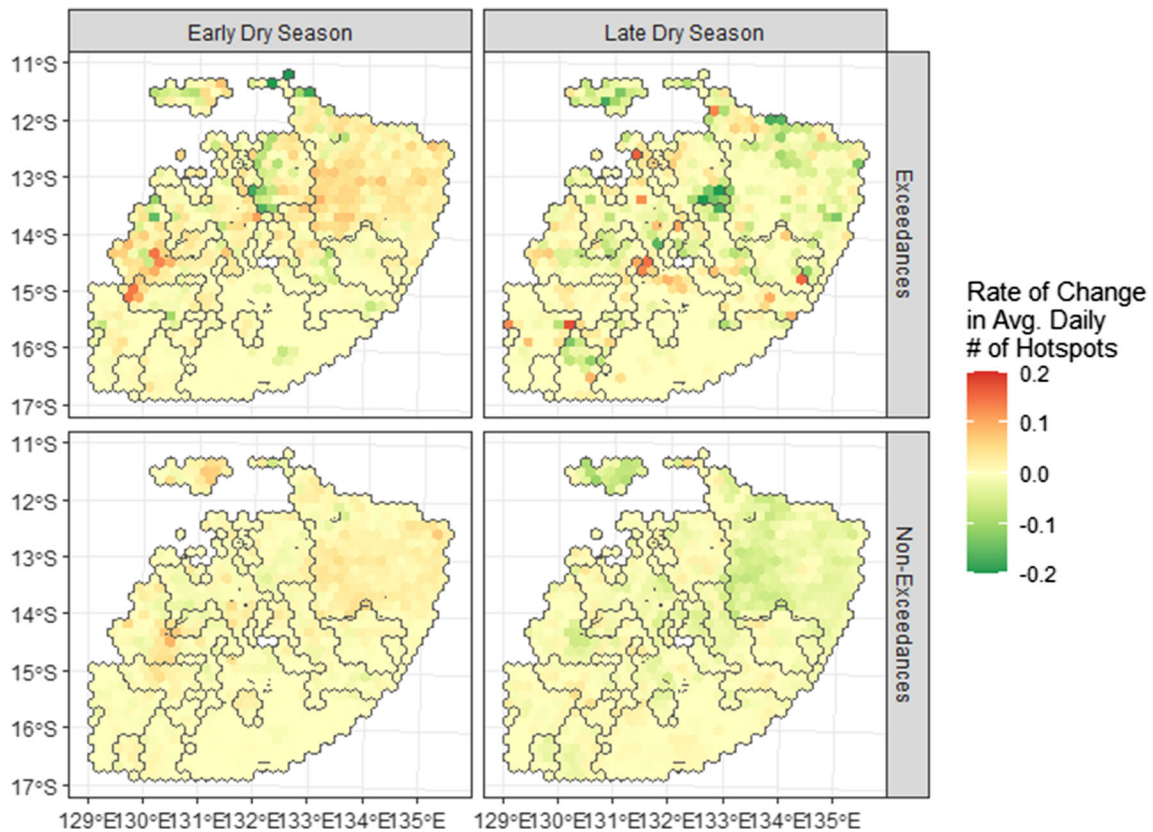 Early Dry Season
Late Dry Season
11°S
12°S
13°S
14°S
15°S
16°S
17°S
Exceedances
11°S
12°S
13°S
14°S
15°S
16°S
17°S
Non-Exceedances
129°E130°E131°E132°E133°E134°E135°E
129°E130°E131°E132°E133°E134°E135°E
Rate of Change
in Avg. Daily
# of Hotspots
0.2
0.1
0.0
-0.1
-0.2